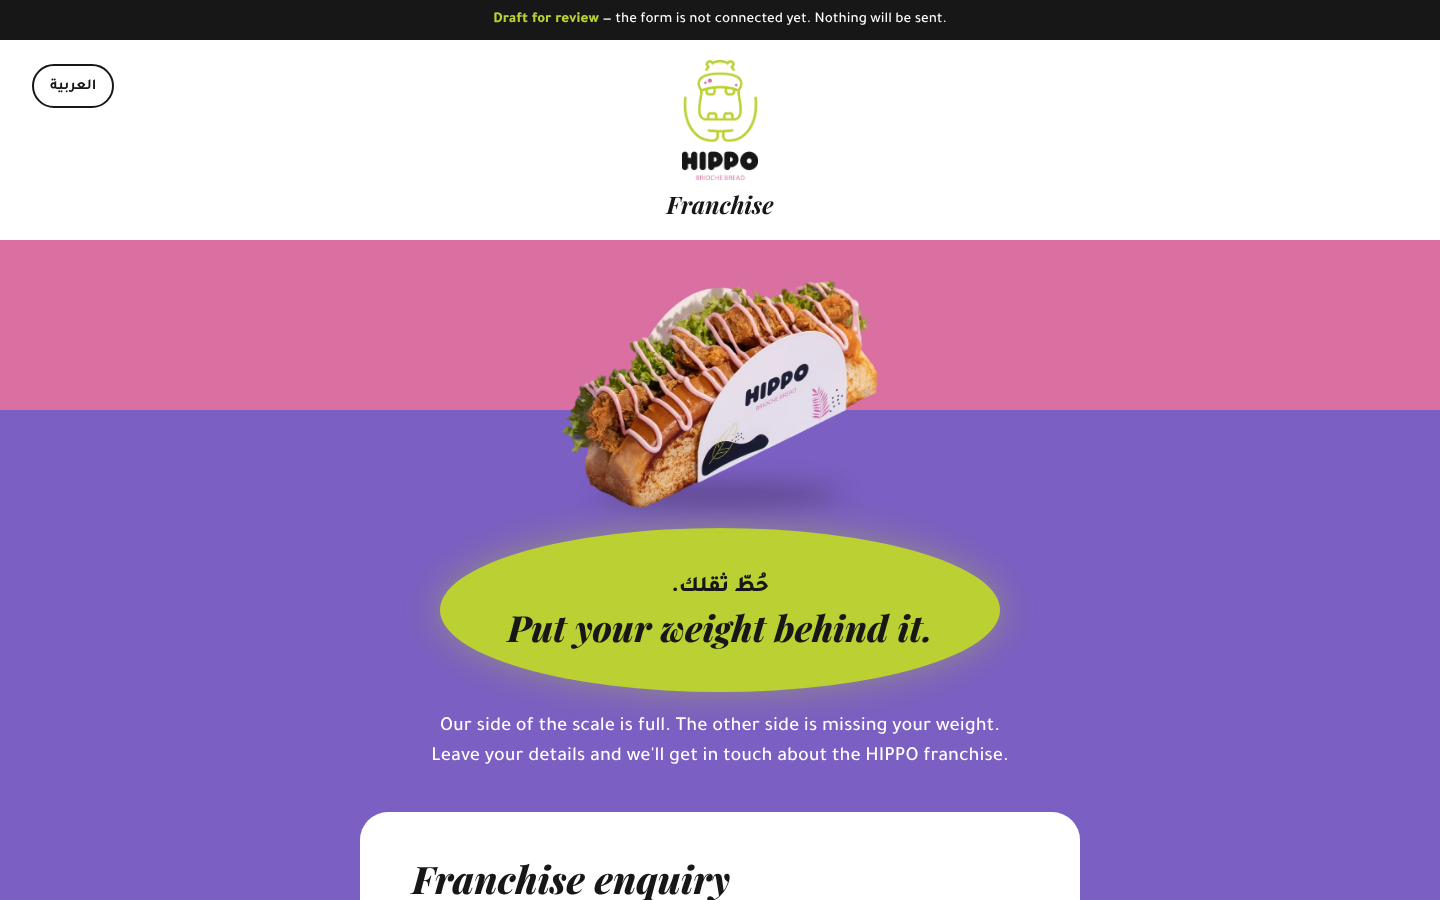 Draft for review — the form is not connected yet. Nothing will be sent.
العربية
HIPPO
BRIOCHE BREAD
Franchise
HIPPO
BRIOCHE BREAD
حُطّ ثقلك.
Put your weight behind it.
Our side of the scale is full. The other side is missing your weight.
Leave your details and we'll get in touch about the HIPPO franchise.
Franchise enquiry